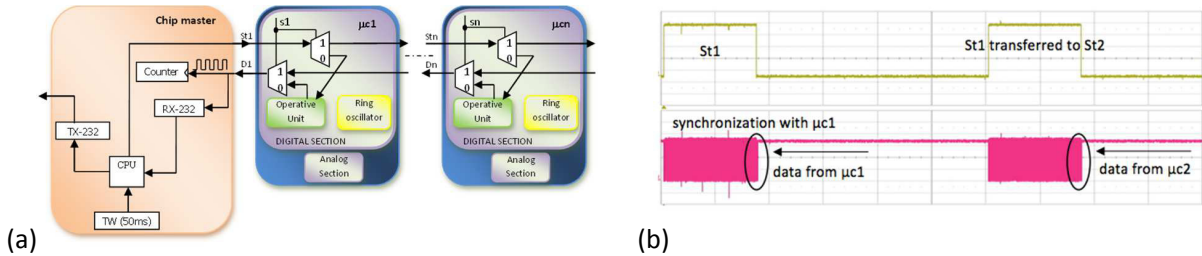 Chip master
St1
s1
μc1
Stn
sn
μcn
1
0
1
0
Counter
D1
1
0
Dn
1
0
RX-232
TX-232
Operative
Unit
Ring
oscillator
Operative
Unit
Ring
oscillator
DIGITAL SECTION
DIGITAL SECTION
CPU
Analog
Section
Analog
Section
TW (50ms)
(a)
St1
St1 transferred to St2
synchronization with μc1
data from μc1
data from μc2
(b)